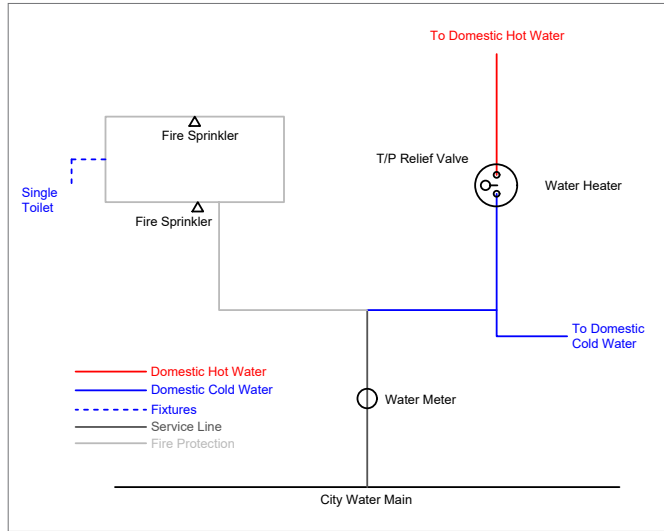 To Domestic Hot Water
Fire Sprinkler
T/P Relief Valve
Single
Toilet
Water Heater
Fire Sprinkler
To Domestic
Cold Water
Domestic Hot Water
Domestic Cold Water
Fixtures
Service Line
Fire Protection
Water Meter
City Water Main